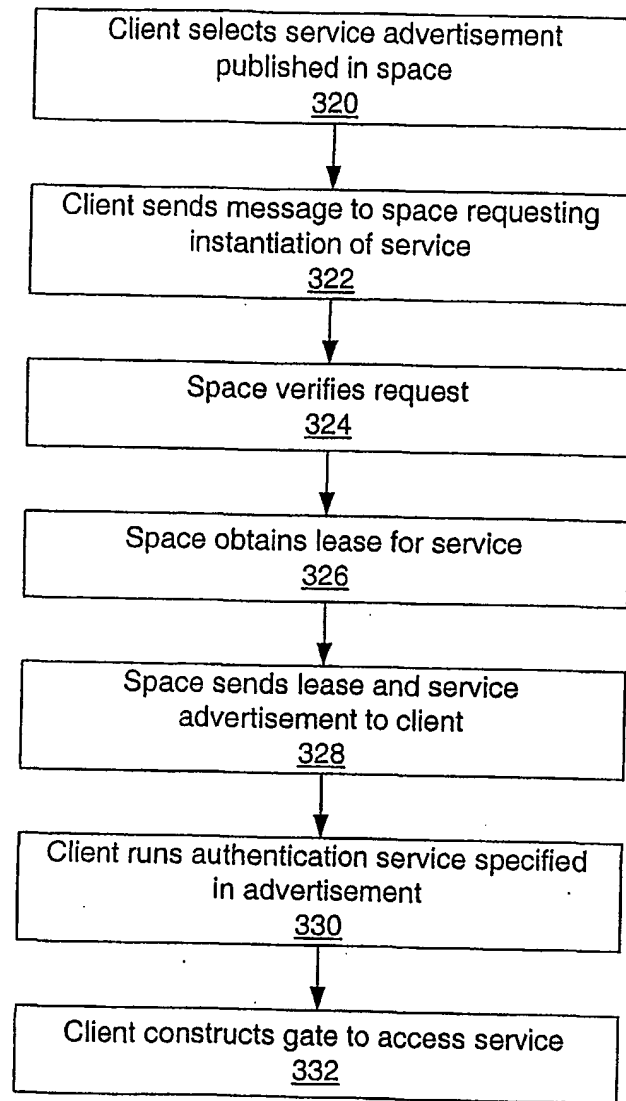 Client selects service advertisement
published in space
320
Client sends message to space requesting
instantiation of service
322
Space verifies request
324
Space obtains lease for service
326
Space sends lease and service
advertisement to client
328
Client runs authentication service specified
in advertisement
330
Client constructs gate to access service
332